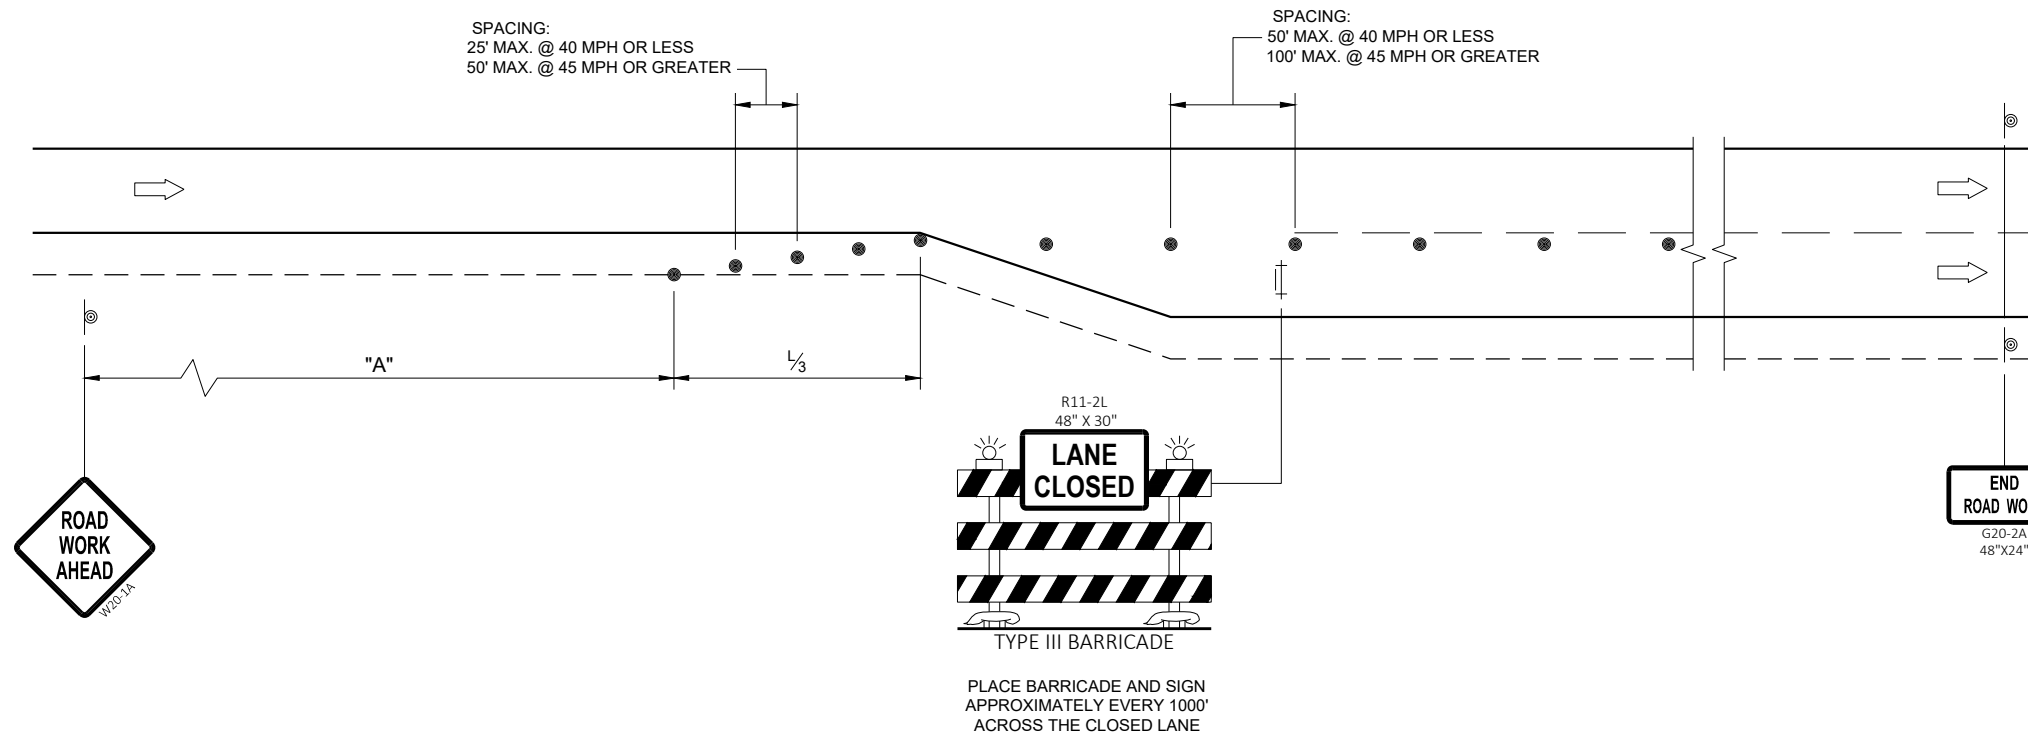 SPACING:
25' MAX. @ 40 MPH OR LESS
50' MAX. @ 45 MPH OR GREATER
SPACING:
50' MAX. @ 40 MPH OR LESS
100' MAX. @ 45 MPH OR GREATER
"A"
L/3
ROAD
WORK
AHEAD
W20-1A
R11-2L
48" X 30"
LANE
CLOSED
TYPE III BARRICADE
PLACE BARRICADE AND SIGN
APPROXIMATELY EVERY 1000'
ACROSS THE CLOSED LANE
END
ROAD WO
G20-2A
48"X24"